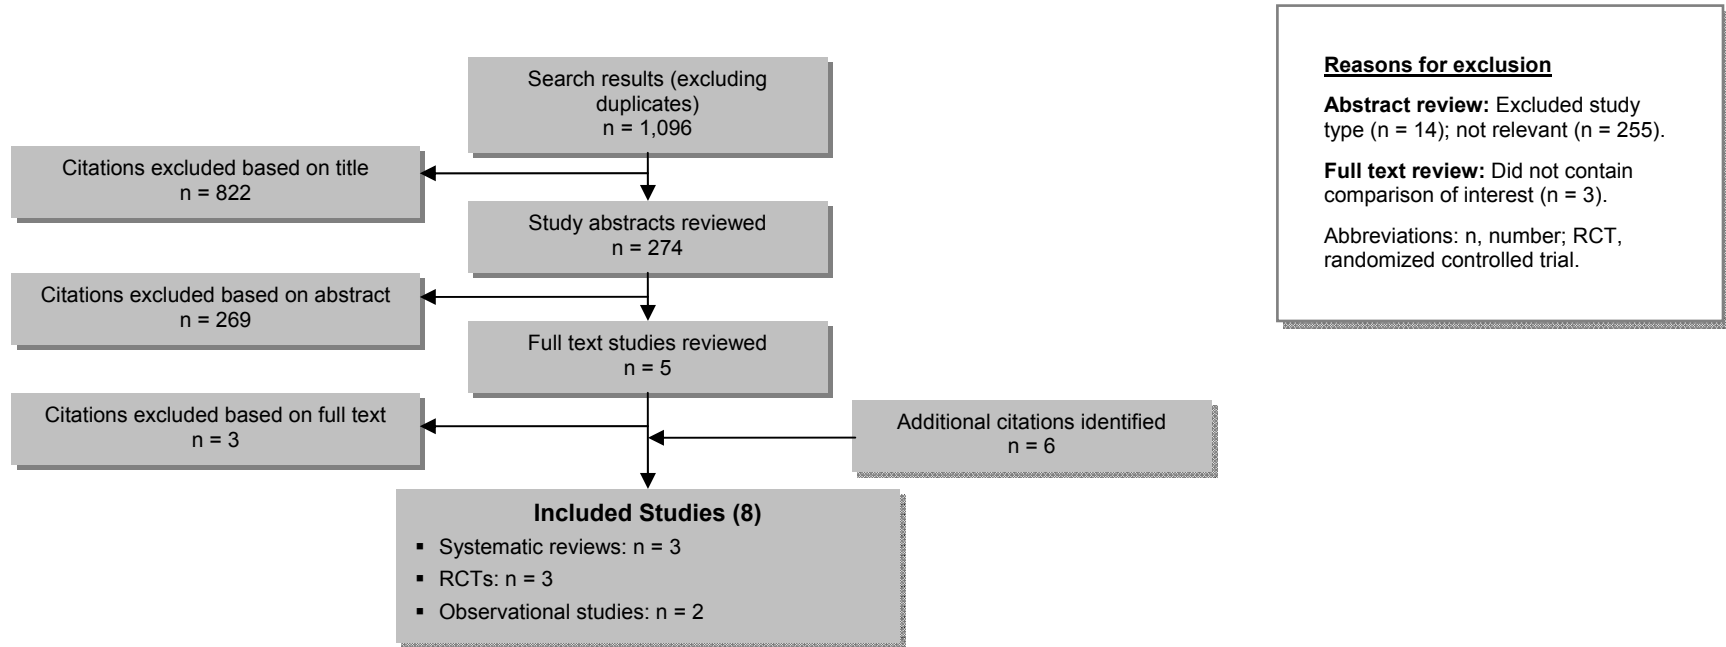 Search results (excluding
duplicates)
n = 1,096
Citations excluded based on title
n = 822
Study abstracts reviewed
n = 274
Citations excluded based on abstract
n = 269
Full text studies reviewed
n = 5
Citations excluded based on full text
n = 3
Additional citations identified
n = 6
Included Studies (8)
▪ Systematic reviews: n = 3
▪ RCTs: n = 3
▪ Observational studies: n = 2
Reasons for exclusion
Abstract review: Excluded study
type (n = 14); not relevant (n = 255).
Full text review: Did not contain
comparison of interest (n = 3).
Abbreviations: n, number; RCT,
randomized controlled trial.